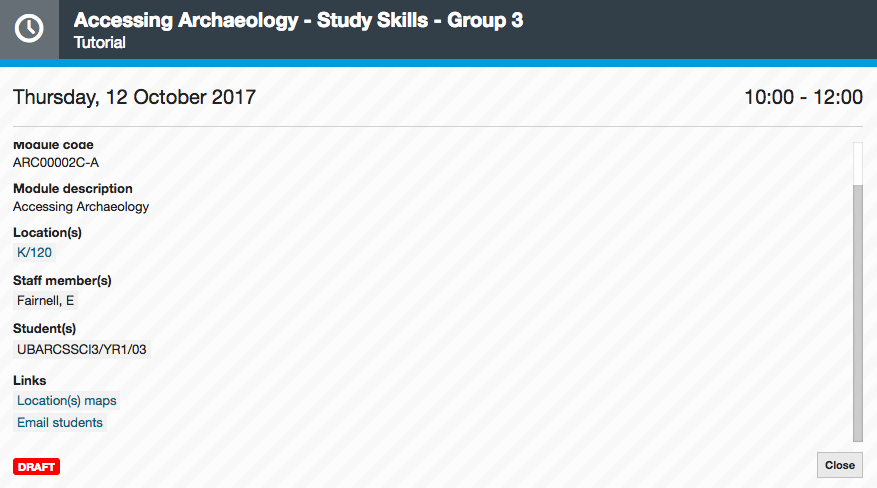 Accessing Archaeology - Study Skills - Group 3
Tutorial
Thursday, 12 October 2017
10:00 - 12:00
Module code
ARC00002C-A
Module description
Accessing Archaeology
Location(s)
K/120
Staff member(s)
Fairnell, E
Student(s)
UBARCSSCI3/YR1/03
Links
Location(s) maps
Email students
DRAFT
Close